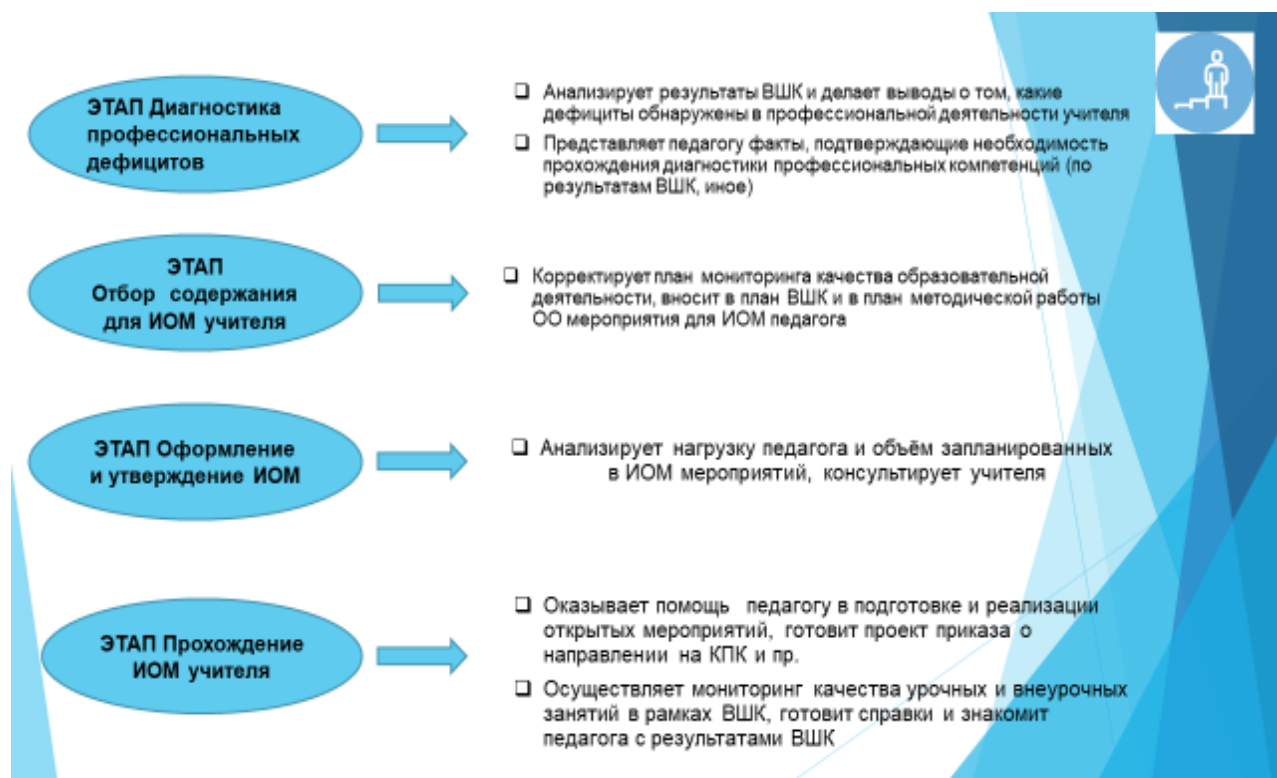 ЭТАП Диагностика
профессиональных
дефицитов
❑ Анализирует результаты ВШК и делает выводы о том, какие
дефициты обнаружены в профессиональной деятельности учителя
❑ Представляет педагогу факты, подтверждающие необходимость
прохождения диагностики профессиональных компетенций (по
результатам ВШК, иное)
ЭТАП
Отбор содержания
для ИОМ учителя
❑ Корректирует план мониторинга качества образовательной
деятельности, вносит в план ВШК и в план методической работы
ОО мероприятия для ИОМ педагога
ЭТАП Оформление
и утверждение ИОМ
❑ Анализирует нагрузку педагога и объём запланированных
в ИОМ мероприятий, консультирует учителя
ЭТАП Прохождение
ИОМ учителя
❑ Оказывает помощь педагогу в подготовке и реализации
открытых мероприятий, готовит проект приказа о
направлении на КПК и пр.
❑ Осуществляет мониторинг качества урочных и внеурочных
занятий в рамках ВШК, готовит справки и знакомит
педагога с результатами ВШК